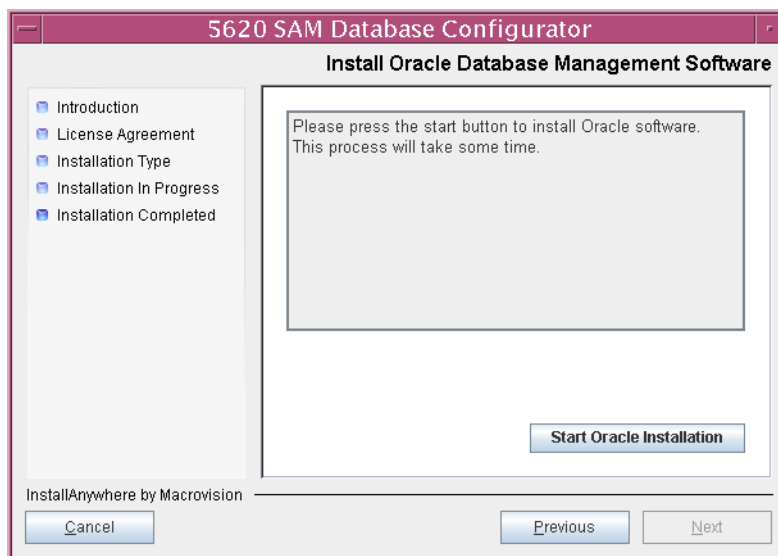 5620 SAM Database Configurator
Install Oracle Database Management Software
Introduction
License Agreement
Installation Type
Installation In Progress
Installation Completed
Please press the start button to install Oracle software.
This process will take some time.
Start Oracle Installation
InstallAnywhere by Macrovision
Cancel
Previous
Next